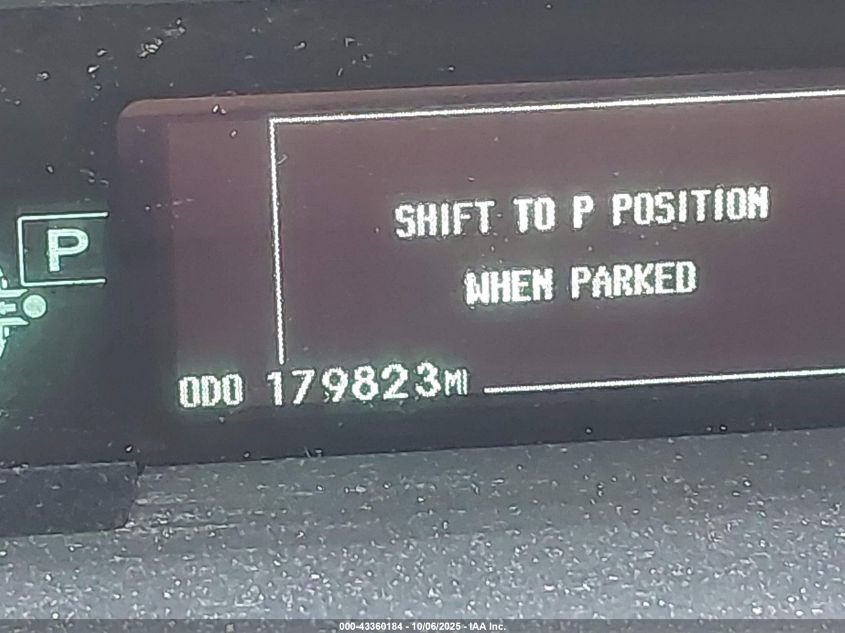 SHIFT TO P POSITION
WHEN PARKED
P
ODO 179823MI
000-43360184 - 10/06/2025 - IAA Inc.